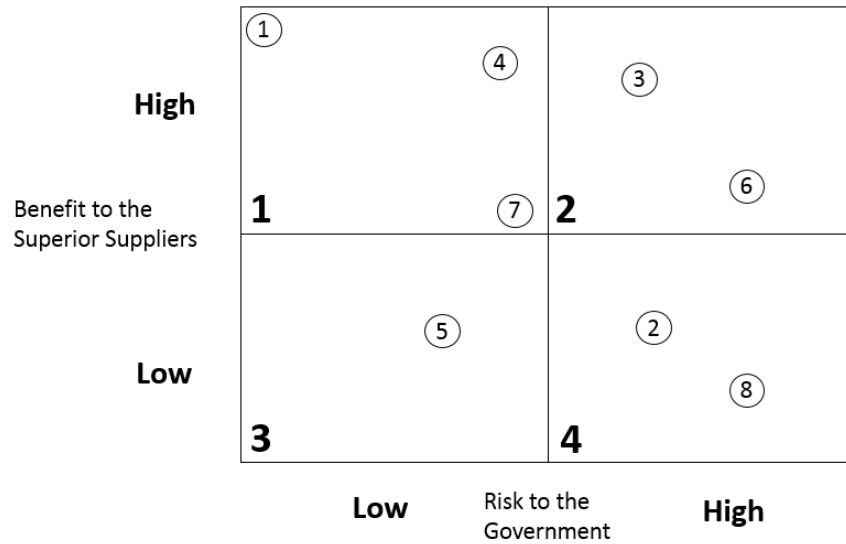 1
4
3
High
6
Benefit to the
Superior Suppliers
1
7
2
5
2
Low
8
3
4
Low
Risk to the
Government
High